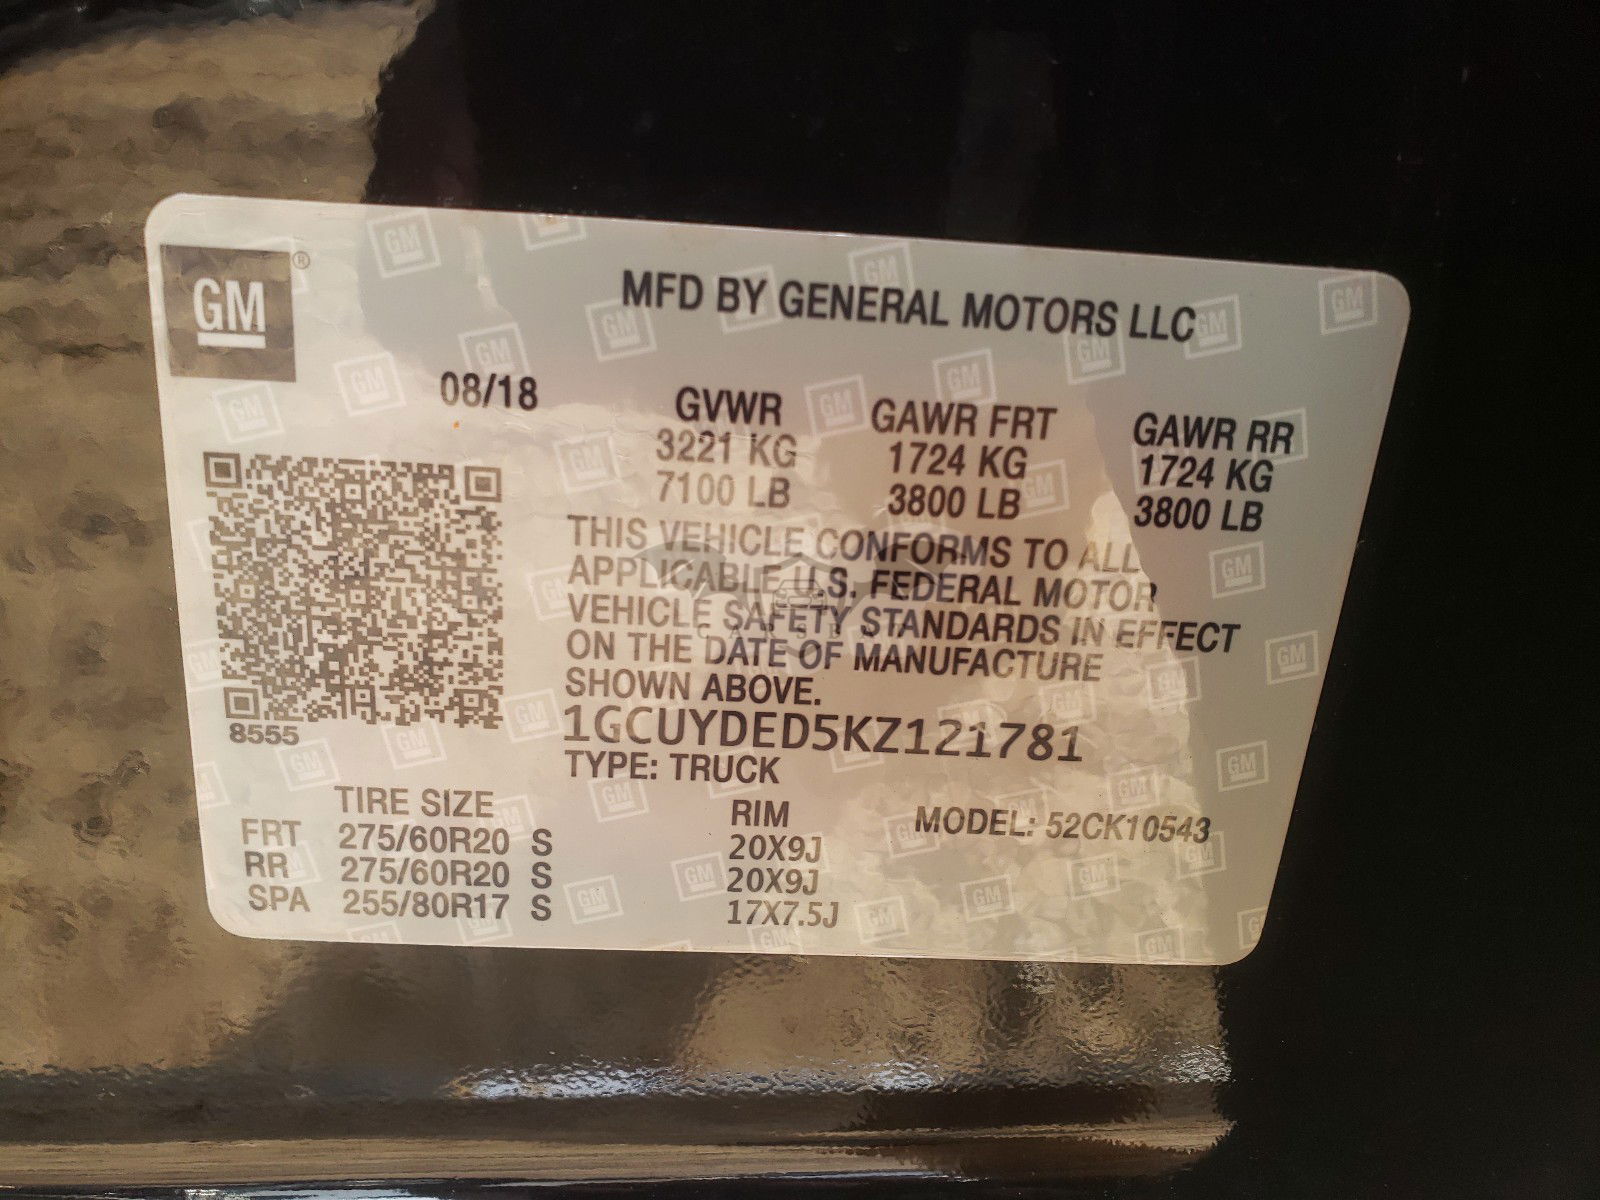 GM®
MFD BY GENERAL MOTORS LLC
08/18 GVWR GAWR FRT GAWR RR
3221 KG 1724 KG 1724 KG
7100 LB 3800 LB 3800 LB
THIS VEHICLE CONFORMS TO ALL
APPLICABLE U.S. FEDERAL MOTOR
VEHICLE SAFETY STANDARDS IN EFFECT
ON THE DATE OF MANUFACTURE
SHOWN ABOVE.
8555 1GCUYDED5KZ121781
TYPE: TRUCK
TIRE SIZE RIM MODEL: 52CK10543
FRT 275/60R20 S 20X9J
RR 275/60R20 S 20X9J
SPA 255/80R17 S 17X7.5J